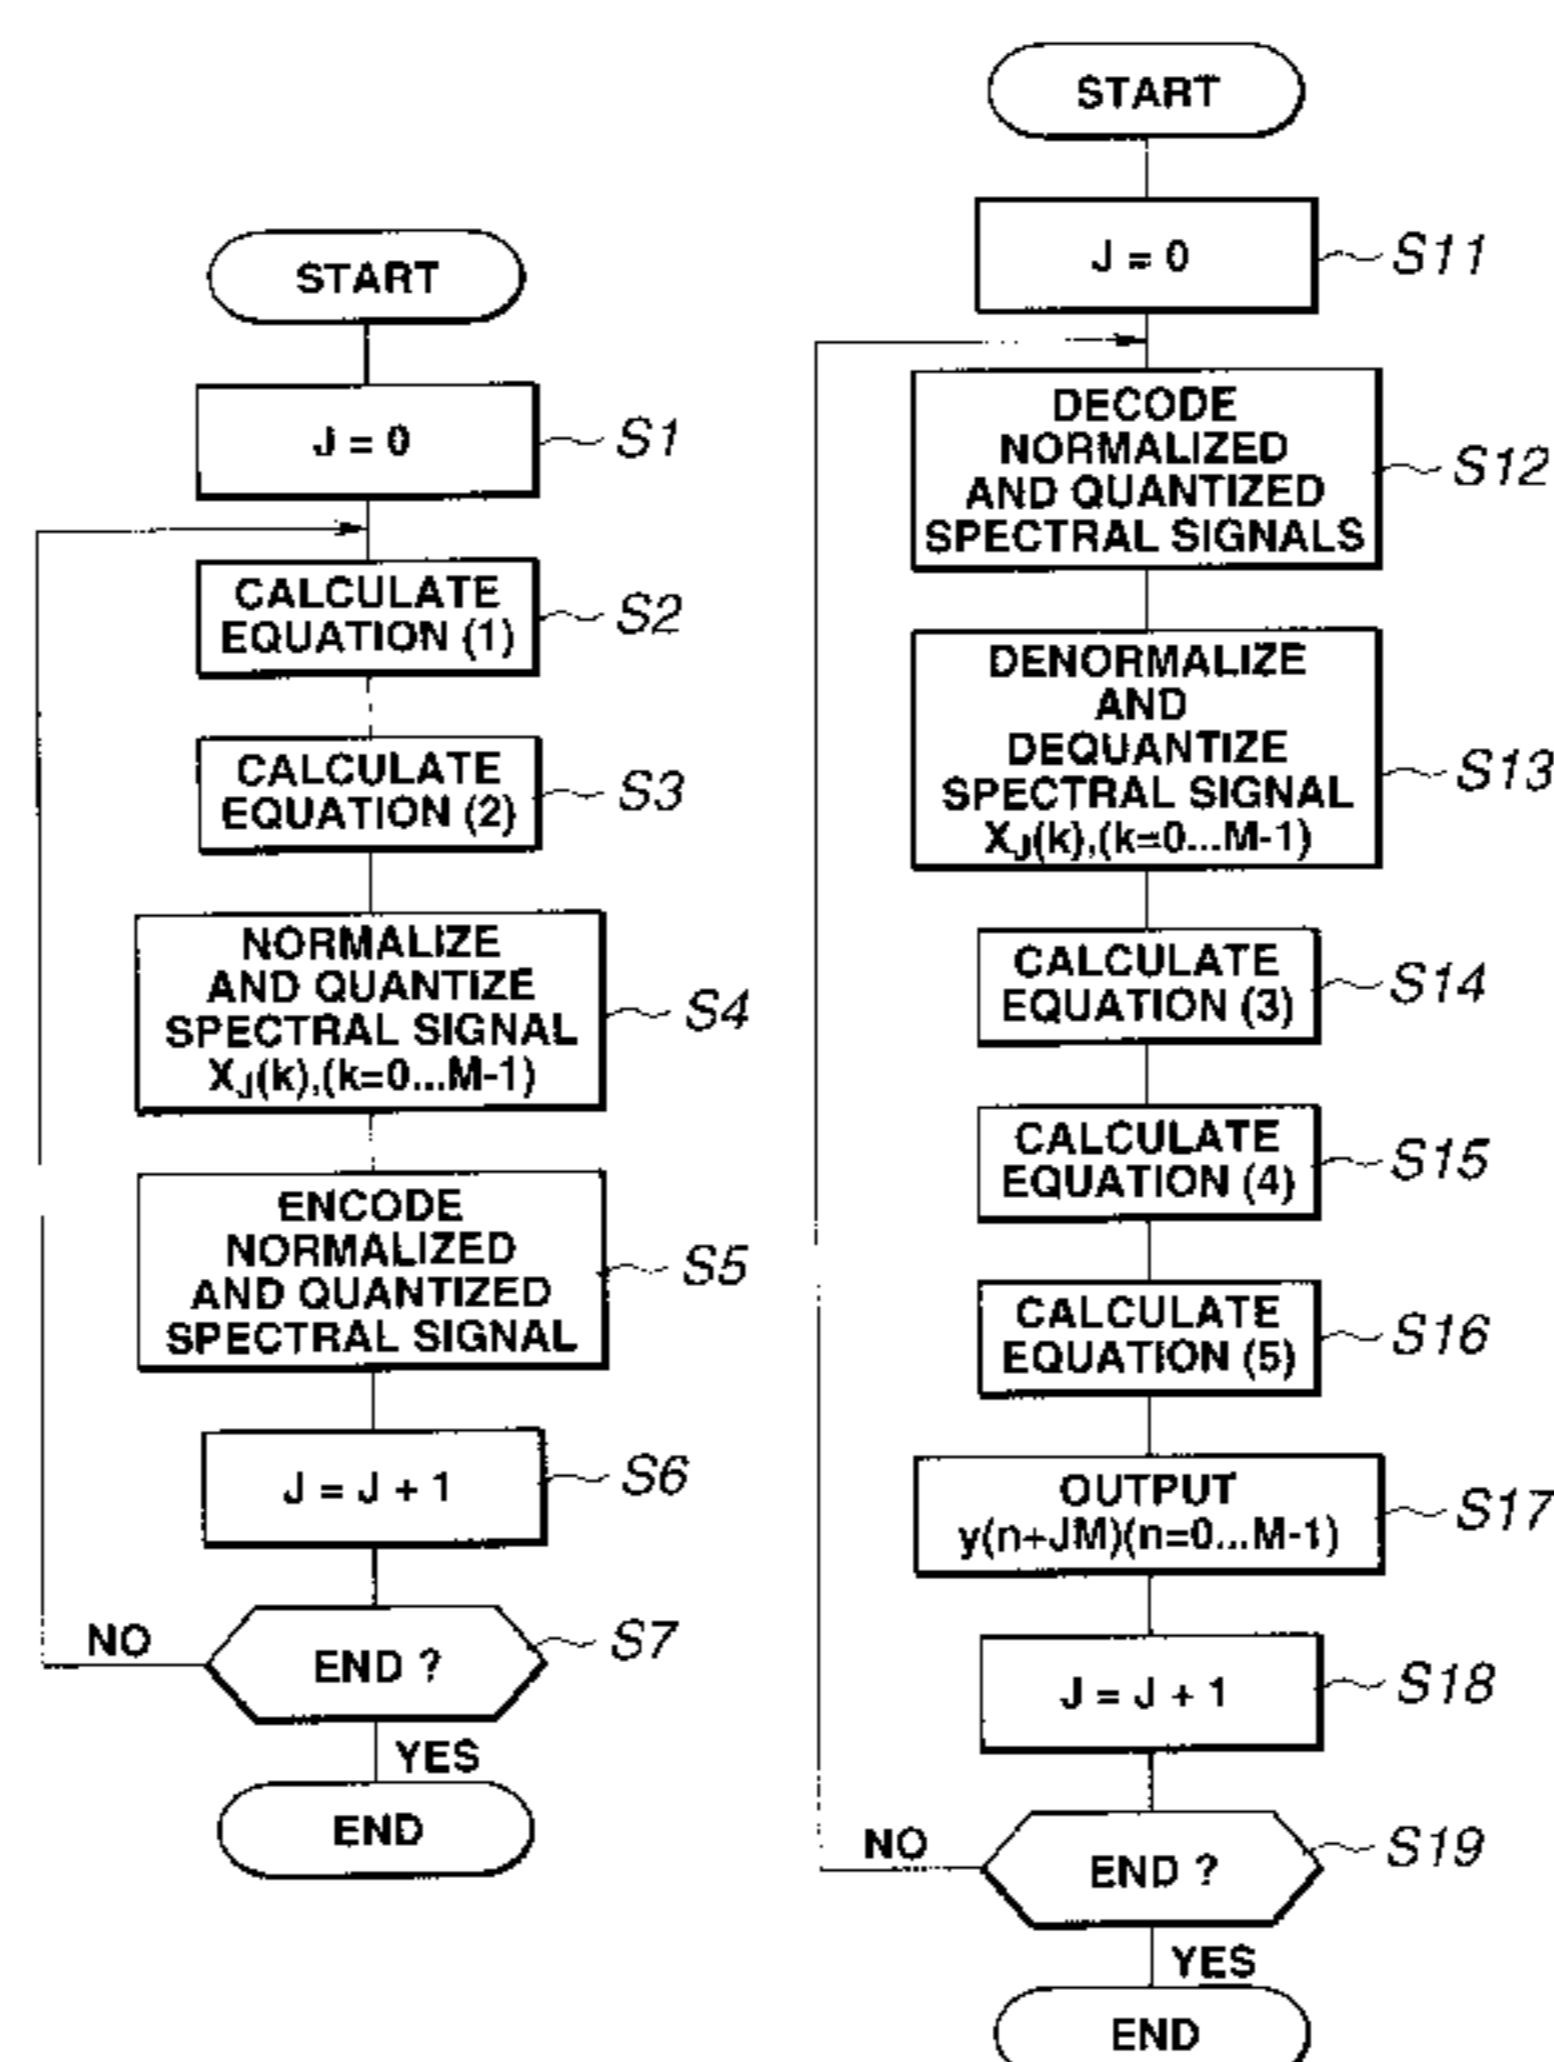 START
J = 0
S1
CALCULATE
EQUATION (1)
S2
CALCULATE
EQUATION (2)
S3
NORMALIZE
AND QUANTIZE
SPECTRAL SIGNAL
XJ(k),(k=0...M-1)
S4
ENCODE
NORMALIZED
AND QUANTIZED
SPECTRAL SIGNAL
S5
J = J + 1
S6
END ?
S7
NO
YES
END
START
J = 0
S11
DECODE
NORMALIZED
AND QUANTIZED
SPECTRAL SIGNALS
S12
DENORMALIZE
AND
DEQUANTIZE
SPECTRAL SIGNAL
XJ(k),(k=0...M-1)
S13
CALCULATE
EQUATION (3)
S14
CALCULATE
EQUATION (4)
S15
CALCULATE
EQUATION (5)
S16
OUTPUT
y(n+JM)(n=0...M-1)
S17
J = J + 1
S18
END ?
S19
NO
YES
END